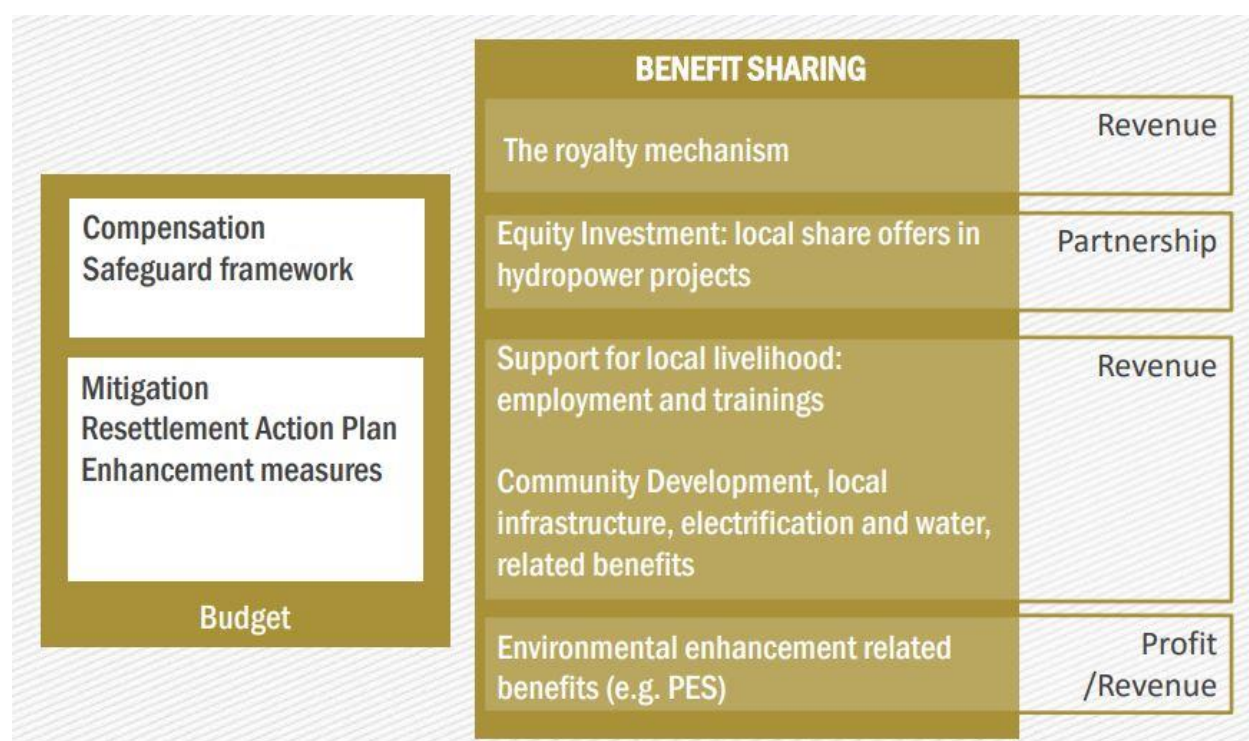 Compensation
Safeguard framework
Mitigation
Resettlement Action Plan
Enhancement measures
Budget
BENEFIT SHARING
The royalty mechanism
Revenue
Equity Investment: local share offers in
hydropower projects
Partnership
Support for local livelihood:
employment and trainings
Community Development, local
infrastructure, electrification and water,
related benefits
Revenue
Environmental enhancement related
benefits (e.g. PES)
Profit
/Revenue